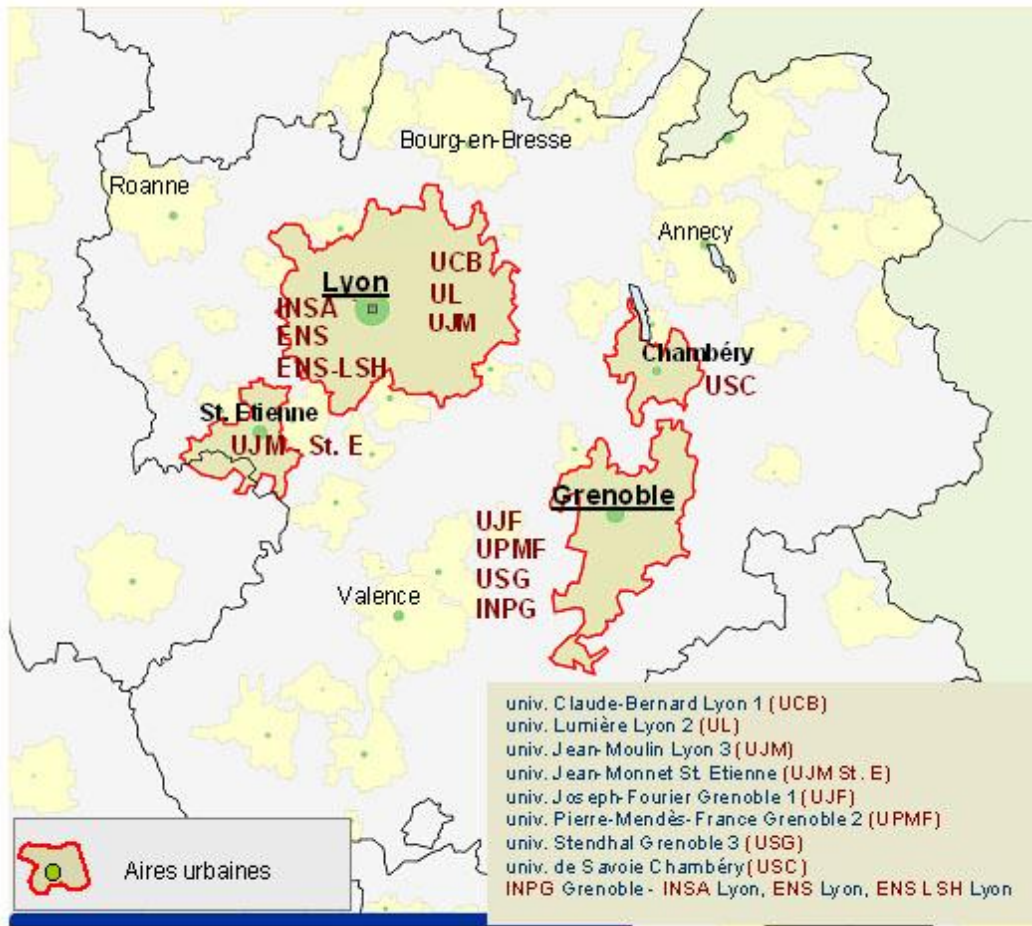 Bourg-en-Bresse
Roanne
Annecy
Lyon
UCB
UL
UJM
INSA
ENS
ENS-LSH
Chambéry
USC
St. Etienne
UJM - St. E
Grenoble
UJF
UPMF
USG
INPG
Valence
univ. Claude-Bernard Lyon 1 (UCB)
univ. Lumière Lyon 2 (UL)
univ. Jean-Moulin Lyon 3 (UJM)
univ. Jean-Monnet St. Etienne (UJM St. E)
univ. Joseph-Fourier Grenoble 1 (UJF)
univ. Pierre-Mendès-France Grenoble 2 (UPMF)
univ. Stendhal Grenoble 3 (USG)
univ. de Savoie Chambéry (USC)
INPG Grenoble - INSA Lyon, ENS Lyon, ENS LSH Lyon
Aires urbaines